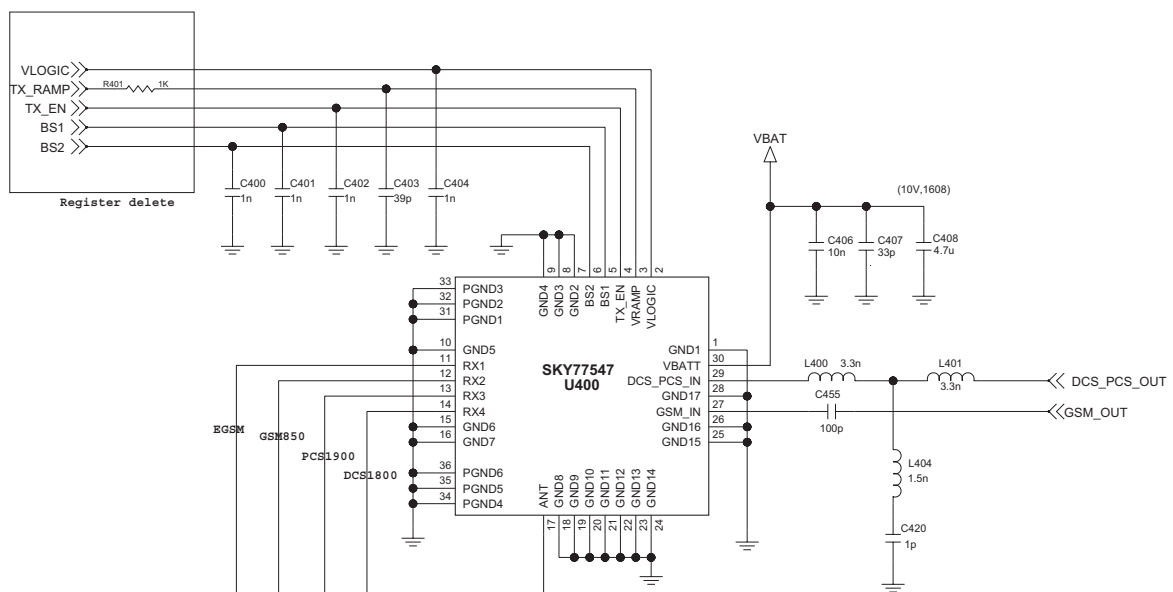 VLOGIC
TX_RAMP R401 1K
TX_EN
BS1
BS2
Register delete
C400 1n
C401 1n
C402 1n
C403 39p
C404 1n
VBAT
(10V,1608)
C406 10n
C407 33p
C408 4.7u
9 8 7 6 5 4 3 2
GND4 GND3 GND2 BS2 BS1 TX_EN VRAMP VLOGIC
33 PGND3
32 PGND2
31 PGND1
10 GND5
11 RX1
12 RX2
13 RX3
14 RX4
15 GND6
16 GND7
36 PGND6
35 PGND5
34 PGND4
SKY77547
U400
GND1 1
VBATT 30
DCS_PCS_IN 29
GND17 28
GSM_IN 27
GND16 26
GND15 25
ANT GND8 GND9 GND10 GND11 GND12 GND13 GND14
17 18 19 20 21 22 23 24
EGSM
GSM850
PCS1900
DCS1800
L400 3.3n
L401 3.3n
DCS_PCS_OUT
C455 100p
GSM_OUT
L404 1.5n
C420 1p